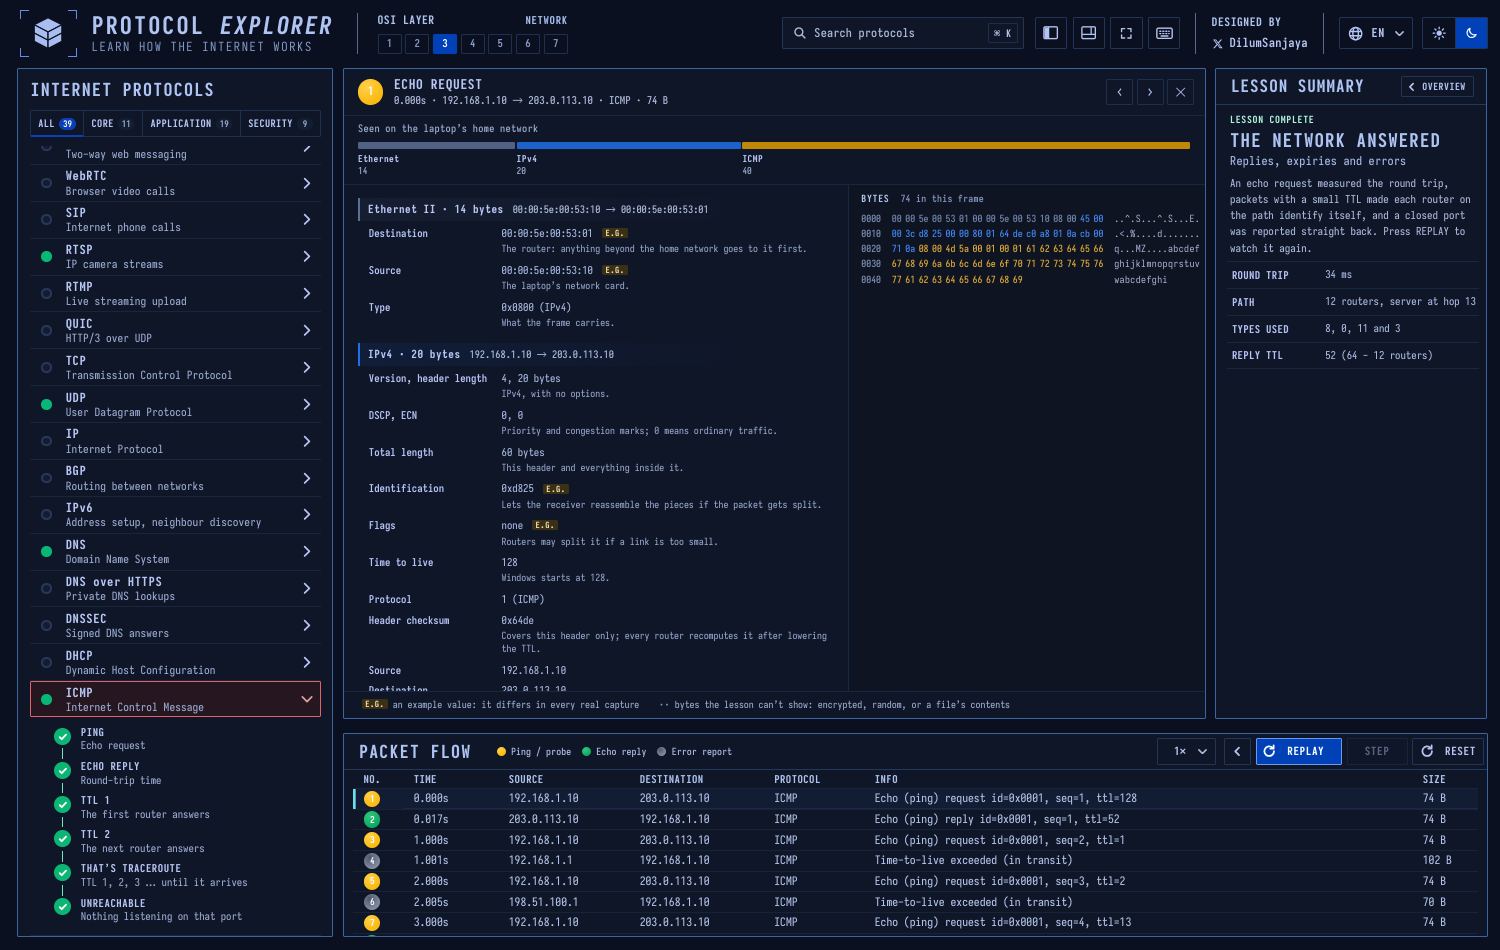 PROTOCOL EXPLORER
LEARN HOW THE INTERNET WORKS
OSI LAYER NETWORK
1 2 3 4 5 6 7
Search protocols ⌘ K
DESIGNED BY
DilumSanjaya
EN
INTERNET PROTOCOLS
ALL 39 CORE 11 APPLICATION 19 SECURITY 9
Two-way web messaging
WebRTC
Browser video calls
SIP
Internet phone calls
RTSP
IP camera streams
RTMP
Live streaming upload
QUIC
HTTP/3 over UDP
TCP
Transmission Control Protocol
UDP
User Datagram Protocol
IP
Internet Protocol
BGP
Routing between networks
IPv6
Address setup, neighbour discovery
DNS
Domain Name System
DNS over HTTPS
Private DNS lookups
DNSSEC
Signed DNS answers
DHCP
Dynamic Host Configuration
ICMP
Internet Control Message
PING
Echo request
ECHO REPLY
Round-trip time
TTL 1
The first router answers
TTL 2
The next router answers
THAT'S TRACEROUTE
TTL 1, 2, 3 … until it arrives
UNREACHABLE
Nothing listening on that port
1 ECHO REQUEST
0.000s · 192.168.1.10 → 203.0.113.10 · ICMP · 74 B
Seen on the laptop's home network
Ethernet IPv4 ICMP
14 20 40
Ethernet II · 14 bytes 00:00:5e:00:53:10 → 00:00:5e:00:53:01
Destination 00:00:5e:00:53:01 E.G.
The router: anything beyond the home network goes to it first.
Source 00:00:5e:00:53:10 E.G.
The laptop's network card.
Type 0x0800 (IPv4)
What the frame carries.
IPv4 · 20 bytes 192.168.1.10 → 203.0.113.10
Version, header length 4, 20 bytes
IPv4, with no options.
DSCP, ECN 0, 0
Priority and congestion marks; 0 means ordinary traffic.
Total length 60 bytes
This header and everything inside it.
Identification 0xd825 E.G.
Lets the receiver reassemble the pieces if the packet gets split.
Flags none E.G.
Routers may split it if a link is too small.
Time to live 128
Windows starts at 128.
Protocol 1 (ICMP)
Header checksum 0x64de
Covers this header only; every router recomputes it after lowering
the TTL.
Source 192.168.1.10
Destination 203.0.113.10
BYTES 74 in this frame
0000 00 00 5e 00 53 01 00 00 5e 00 53 10 08 00 45 00 ..^.S...^.S...E.
0010 00 3c d8 25 00 00 80 01 64 de c0 a8 01 0a cb 00 .<.%....d.......
0020 71 0a 08 00 4d 5a 00 01 00 01 61 62 63 64 65 66 q...MZ....abcdef
0030 67 68 69 6a 6b 6c 6d 6e 6f 70 71 72 73 74 75 76 ghijklmnopqrstuv
0040 77 61 62 63 64 65 66 67 68 69 wabcdefghi
E.G. an example value: it differs in every real capture ·· bytes the lesson can't show: encrypted, random, or a file's contents
LESSON SUMMARY OVERVIEW
LESSON COMPLETE
THE NETWORK ANSWERED
Replies, expiries and errors
An echo request measured the round trip,
packets with a small TTL made each router on
the path identify itself, and a closed port
was reported straight back. Press REPLAY to
watch it again.
ROUND TRIP 34 ms
PATH 12 routers, server at hop 13
TYPES USED 8, 0, 11 and 3
REPLY TTL 52 (64 − 12 routers)
PACKET FLOW Ping / probe Echo reply Error report 1× REPLAY STEP RESET
NO. TIME SOURCE DESTINATION PROTOCOL INFO SIZE
1 0.000s 192.168.1.10 203.0.113.10 ICMP Echo (ping) request id=0x0001, seq=1, ttl=128 74 B
2 0.017s 203.0.113.10 192.168.1.10 ICMP Echo (ping) reply id=0x0001, seq=1, ttl=52 74 B
3 1.000s 192.168.1.10 203.0.113.10 ICMP Echo (ping) request id=0x0001, seq=2, ttl=1 74 B
4 1.001s 192.168.1.1 192.168.1.10 ICMP Time-to-live exceeded (in transit) 102 B
5 2.000s 192.168.1.10 203.0.113.10 ICMP Echo (ping) request id=0x0001, seq=3, ttl=2 74 B
6 2.005s 198.51.100.1 192.168.1.10 ICMP Time-to-live exceeded (in transit) 70 B
7 3.000s 192.168.1.10 203.0.113.10 ICMP Echo (ping) request id=0x0001, seq=4, ttl=13 74 B